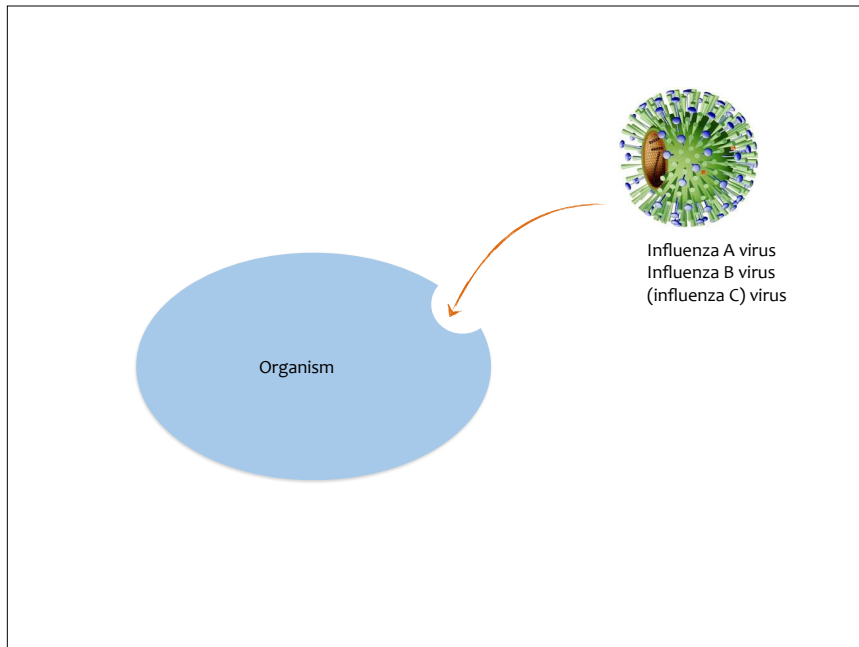 Influenza A virus
Influenza B virus
(influenza C) virus
Organism